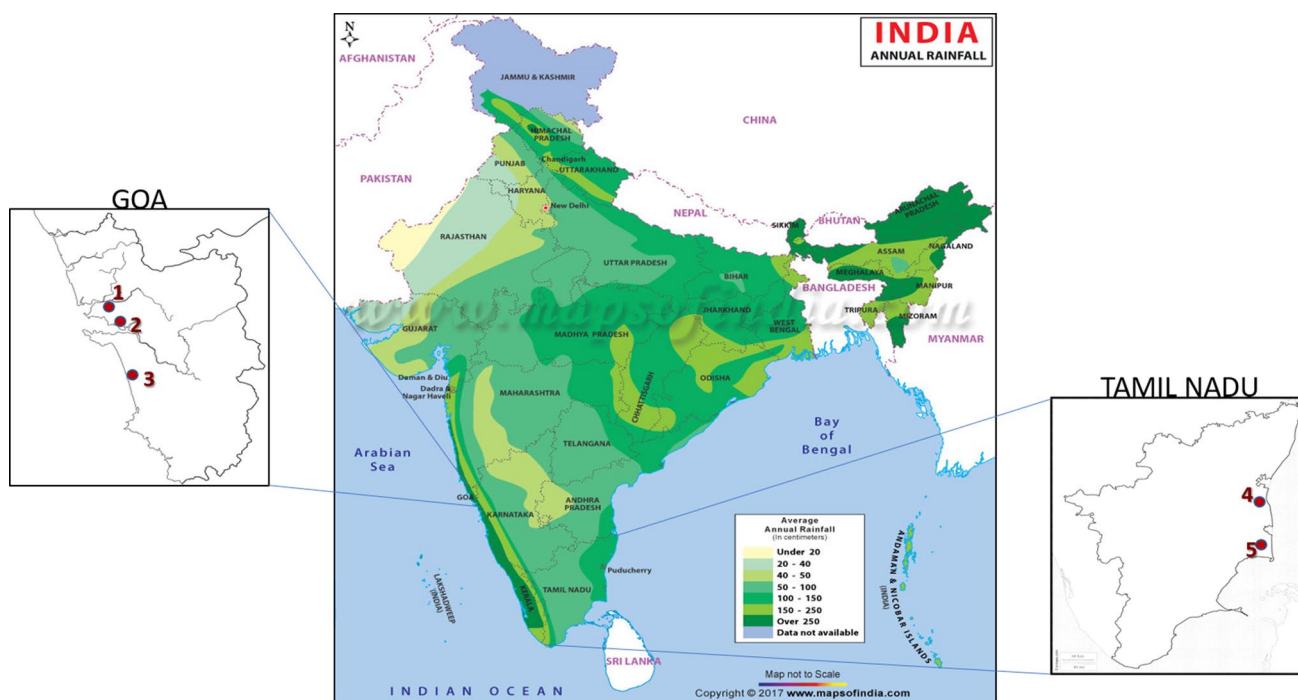 GOA
1
2
3
N
INDIA
ANNUAL RAINFALL
AFGHANISTAN
JAMMU & KASHMIR
CHINA
HIMACHAL
PRADESH
PUNJAB
Chandigarh
UTTARAKHAND
PAKISTAN
HARYANA
New Delhi
NEPAL
ARUNACHAL
PRADESH
SIKKIM
BHUTAN
RAJASTHAN
UTTAR PRADESH
ASSAM
NAGALAND
BIHAR
MEGHALAYA
BANGLADESH
MANIPUR
www.mapsofindia.com
JHARKHAND
TRIPURA
MIZORAM
GUJARAT
MADHYA PRADESH
WEST
BENGAL
MYANMAR
Daman & Diu
Dadra &
Nagar Haveli
MAHARASHTRA
CHHATTISGARH
ODISHA
Arabian
Sea
TELANGANA
Bay
of
Bengal
GOA
KARNATAKA
ANDHRA
PRADESH
LAKSHADWEEP
(INDIA)
KERALA
TAMIL NADU
Puducherry
SRI LANKA
ANDAMAN & NICOBAR ISLANDS
(INDIA)
Average
Annual Rainfall
(In centimeters)
Under 20
20 - 40
40 - 50
50 - 100
100 - 150
150 - 250
Over 250
Data not available
Map not to Scale
INDIAN OCEAN
Copyright © 2017 www.mapsofindia.com
TAMIL NADU
4
5